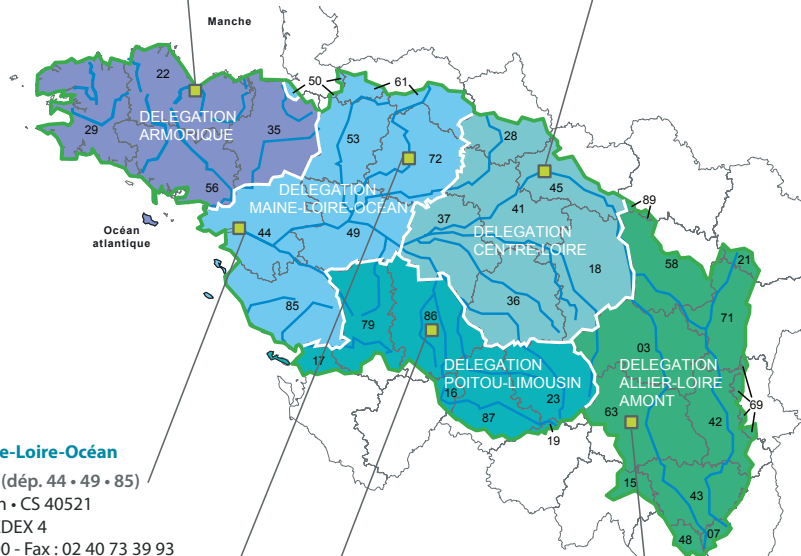 Manche
50
61
22
DELEGATION
ARMORIQUE
29
35
53
28
72
45
56
DELEGATION
MAINE-LOIRE-OCÉAN
89
41
37
Océan
atlantique
44
49
DELEGATION
CENTRE-LOIRE
58
21
18
85
36
86
79
71
03
17
DELEGATION
POITOU-LIMOUSIN
DELEGATION
ALLIER-LOIRE
AMONT
16
23
69
87
63
42
19
e-Loire-Océan
(dép. 44 • 49 • 85)
n • CS 40521
DEX 4
0 - Fax : 02 40 73 39 93
15
43
48
07